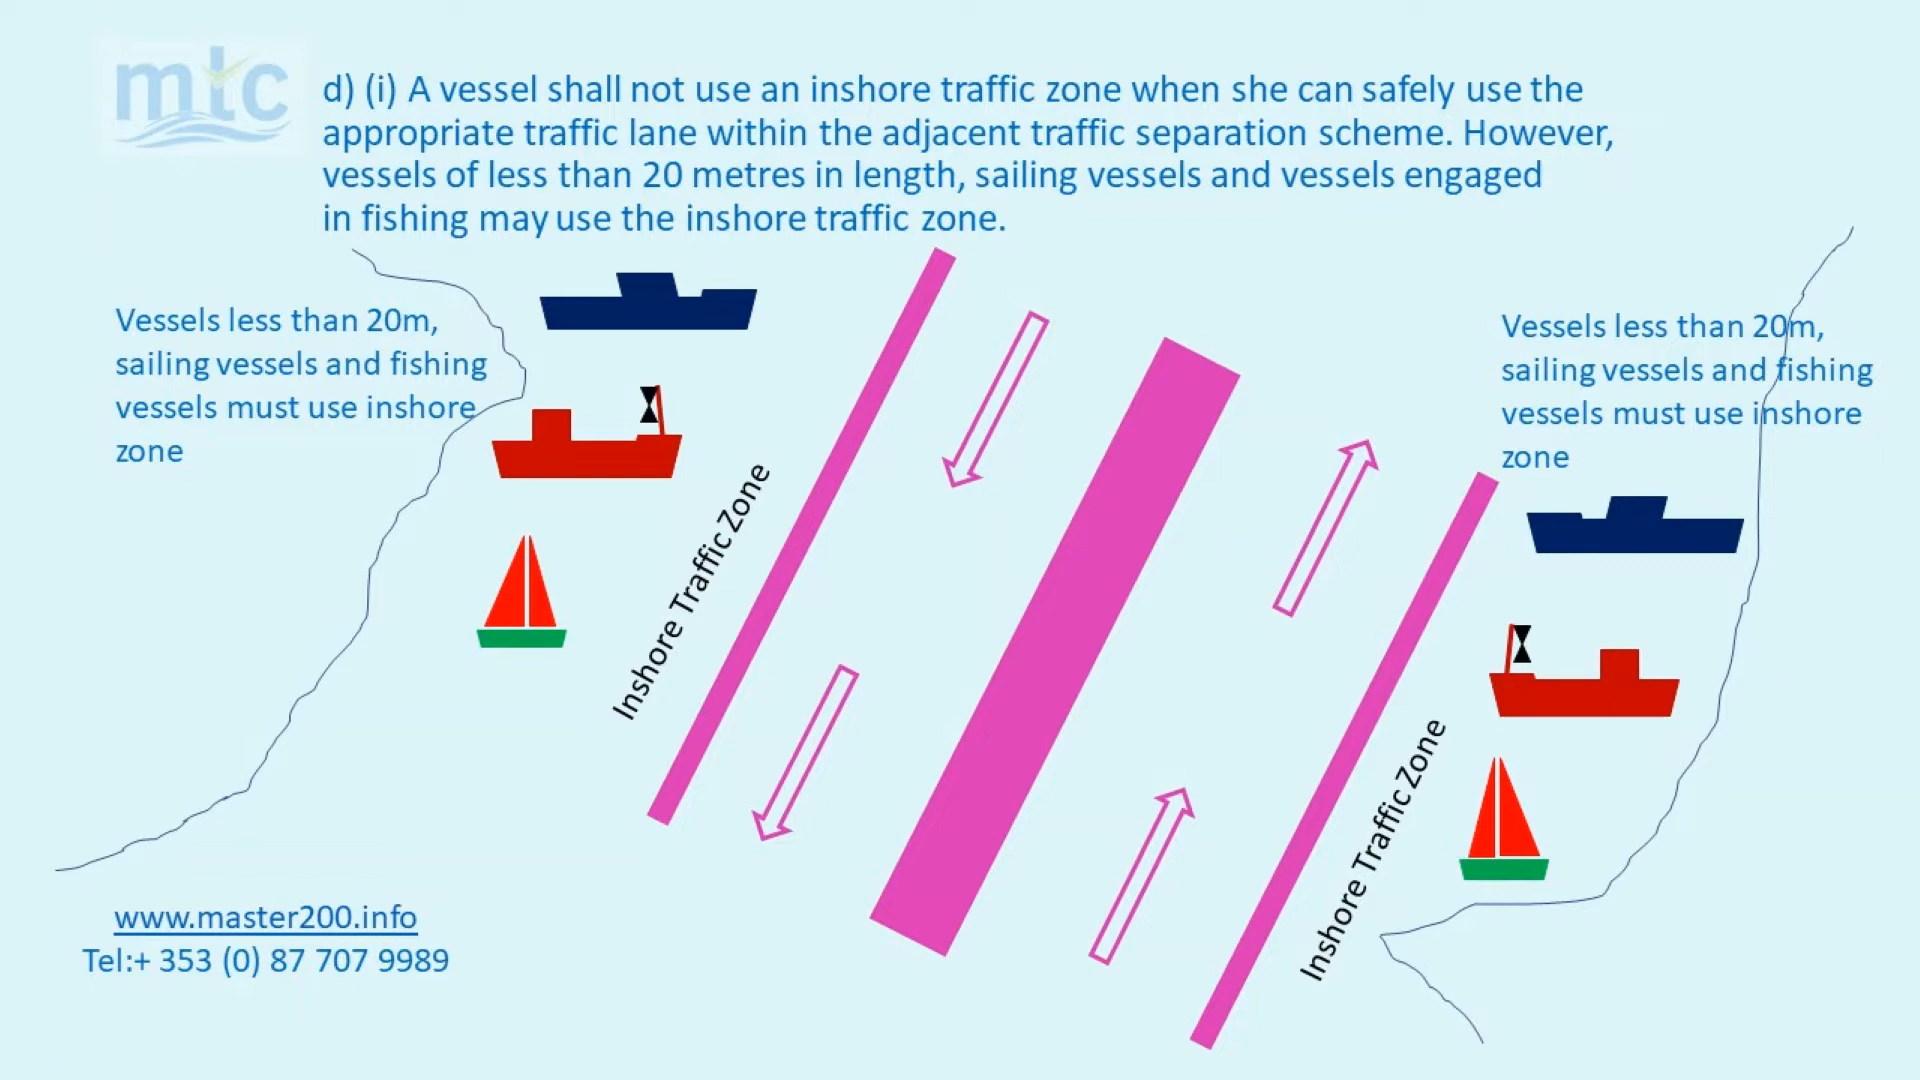 mtc
d) (i) A vessel shall not use an inshore traffic zone when she can safely use the
appropriate traffic lane within the adjacent traffic separation scheme. However,
vessels of less than 20 metres in length, sailing vessels and vessels engaged
in fishing may use the inshore traffic zone.
Vessels less than 20m,
sailing vessels and fishing
vessels must use inshore
zone
Vessels less than 20m,
sailing vessels and fishing
vessels must use inshore
zone
Inshore Traffic Zone
Inshore Traffic Zone
www.master200.info
Tel:+ 353 (0) 87 707 9989